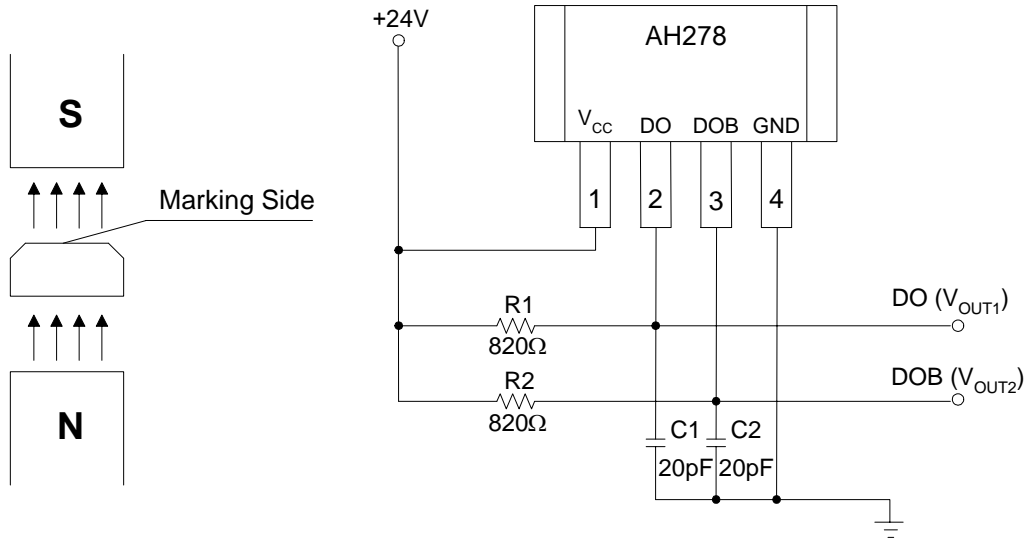 S
Marking Side
N
+24V
AH278
VCC DO DOB GND
1 2 3 4
R1
820Ω
DO (VOUT1)
R2
820Ω
DOB (VOUT2)
C1 C2
20pF 20pF